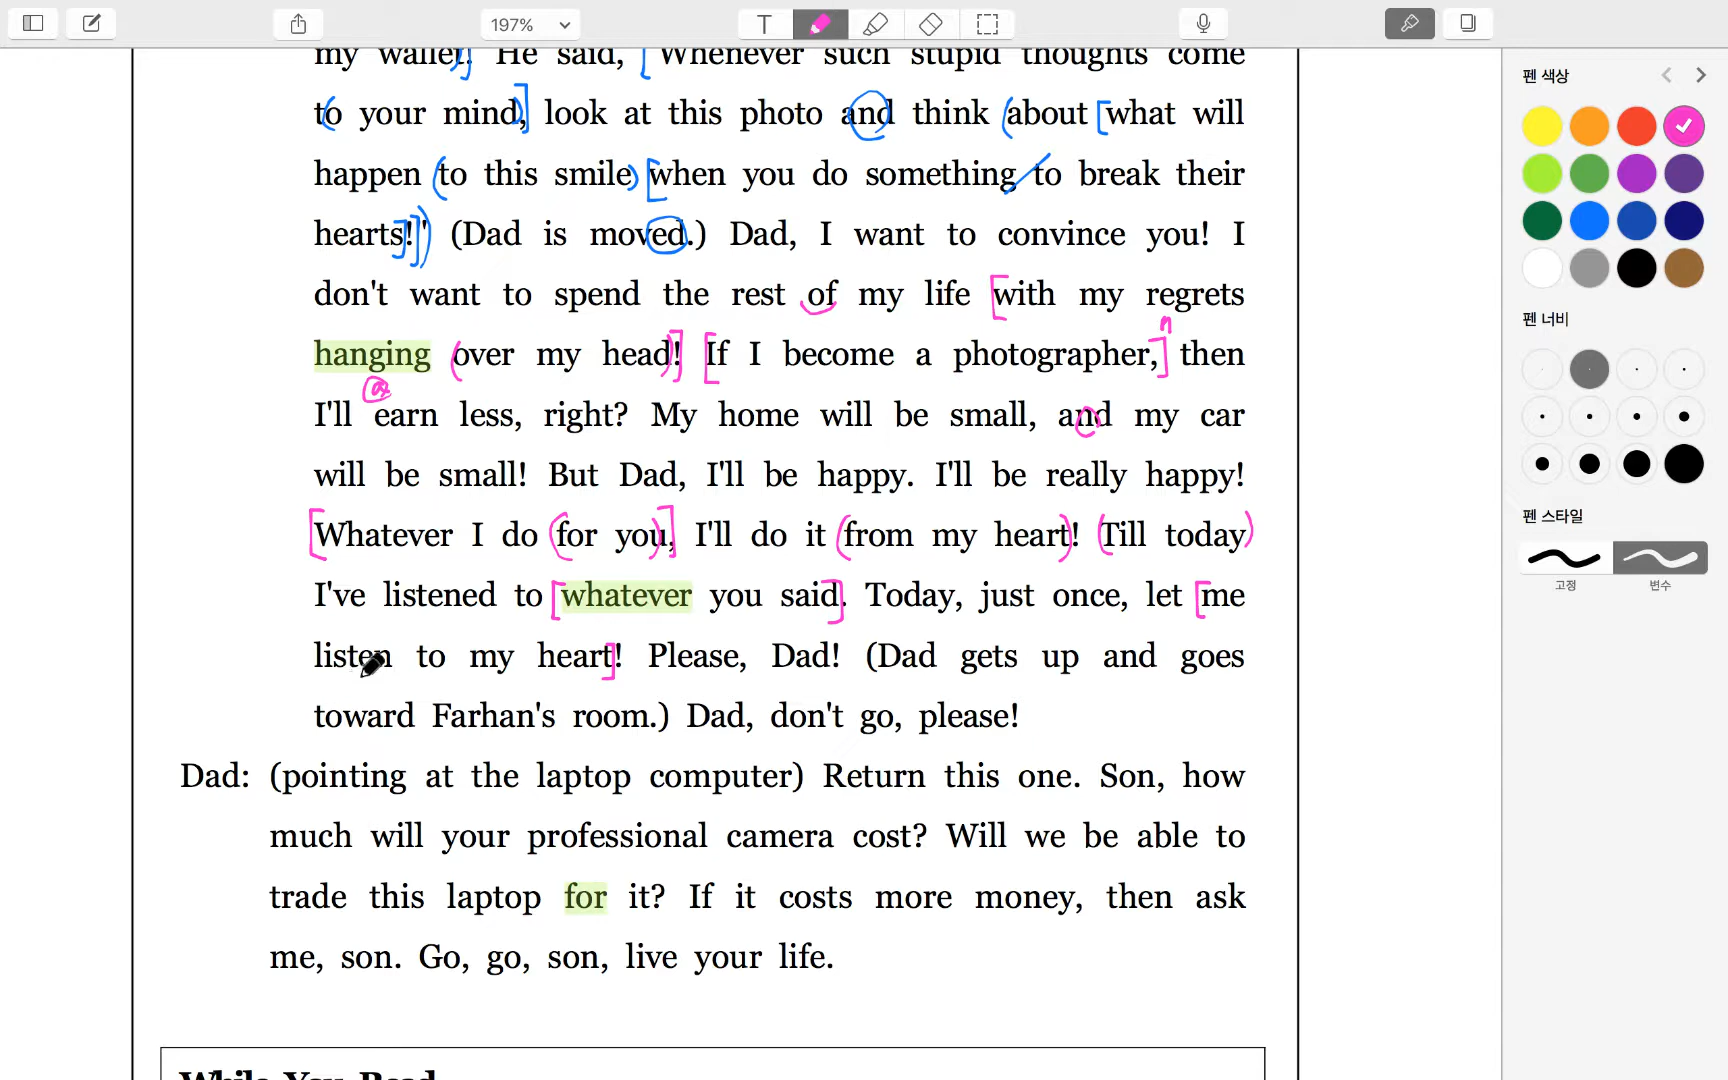 197%
T
my wallet.' He said, 'Whenever such stupid thoughts come
to your mind, look at this photo and think about what will
happen to this smile when you do something to break their
hearts!' (Dad is moved.) Dad, I want to convince you! I
don't want to spend the rest of my life with my regrets
hanging over my head! If I become a photographer, then
I'll earn less, right? My home will be small, and my car
will be small! But Dad, I'll be happy. I'll be really happy!
Whatever I do for you, I'll do it from my heart! Till today
I've listened to whatever you said. Today, just once, let me
listen to my heart! Please, Dad! (Dad gets up and goes
toward Farhan's room.) Dad, don't go, please!
Dad: (pointing at the laptop computer) Return this one. Son, how
much will your professional camera cost? Will we be able to
trade this laptop for it? If it costs more money, then ask
me, son. Go, go, son, live your life.
While You Read
펜 색상
펜 너비
펜 스타일
고정 변수